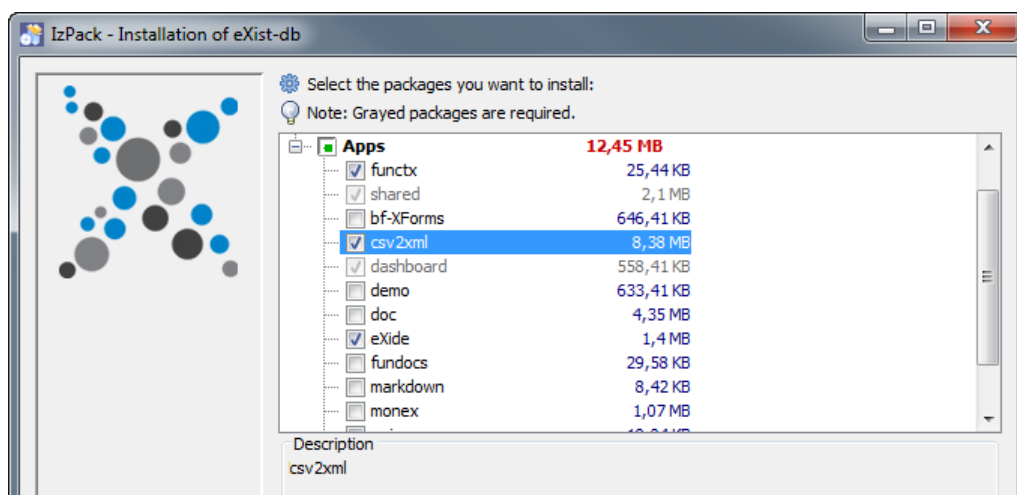 IzPack - Installation of eXist-db
Select the packages you want to install:
Note: Grayed packages are required.
Apps 12,45 MB
functx 25,44 KB
shared 2,1 MB
bf-XForms 646,41 KB
csv2xml 8,38 MB
dashboard 558,41 KB
demo 633,41 KB
doc 4,35 MB
eXide 1,4 MB
fundocs 29,58 KB
markdown 8,42 KB
monex 1,07 MB
Description
csv2xml